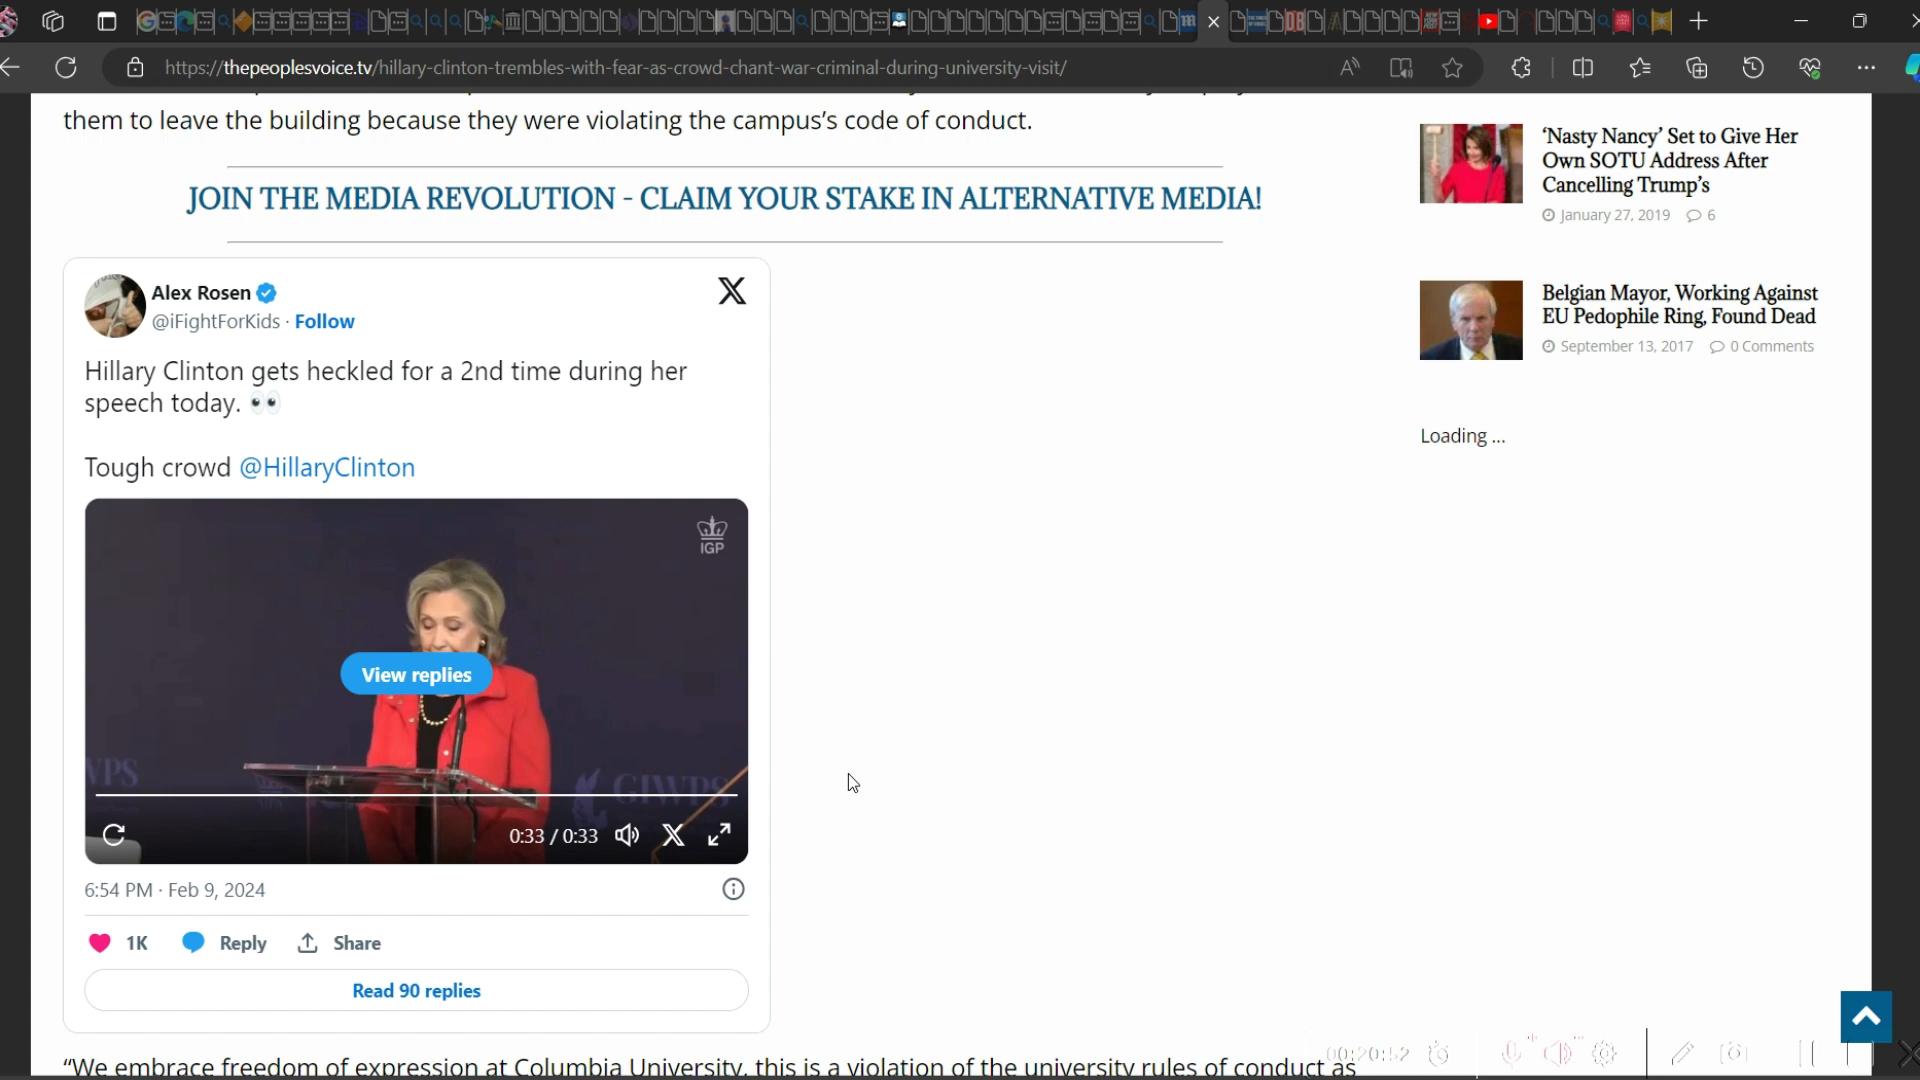 https://thepeoplesvoice.tv/hillary-clinton-trembles-with-fear-as-crowd-chant-war-criminal-during-university-visit/
them to leave the building because they were violating the campus's code of conduct.
JOIN THE MEDIA REVOLUTION - CLAIM YOUR STAKE IN ALTERNATIVE MEDIA!
Alex Rosen
@iFightForKids · Follow
X
Hillary Clinton gets heckled for a 2nd time during her
speech today. 👀
Tough crowd @HillaryClinton
IGP
View replies
VPS
GIWPS
0:33 / 0:33
X
6:54 PM · Feb 9, 2024
1K Reply Share
Read 90 replies
“We embrace freedom of expression at Columbia University, this is a violation of the university rules of conduct as
‘Nasty Nancy’ Set to Give Her
Own SOTU Address After
Cancelling Trump's
January 27, 2019 6
Belgian Mayor, Working Against
EU Pedophile Ring, Found Dead
September 13, 2017 0 Comments
Loading ...
00:20:52